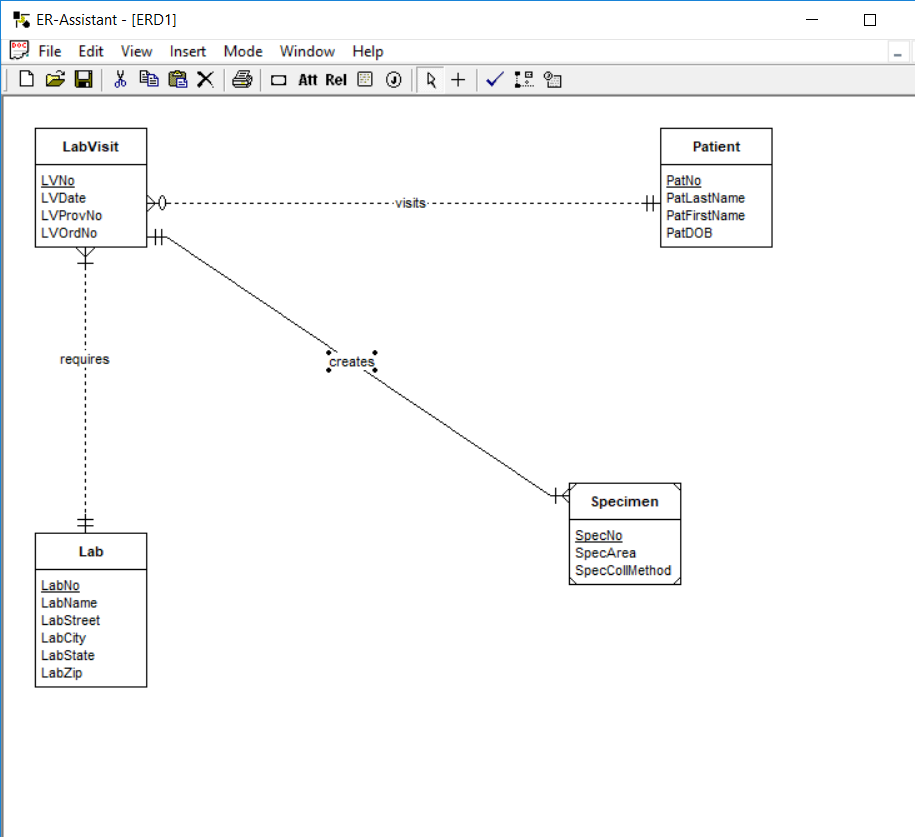 ER-Assistant - [ERD1]
DOC File Edit View Insert Mode Window Help
Att Rel J
LabVisit
LVNo
LVDate
LVProvNo
LVOrdNo
visits
Patient
PatNo
PatLastName
PatFirstName
PatDOB
requires
creates
Specimen
SpecNo
SpecArea
SpecCollMethod
Lab
LabNo
LabName
LabStreet
LabCity
LabState
LabZip